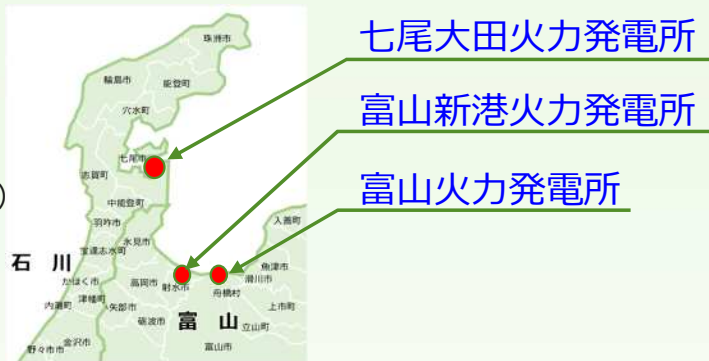 七尾大田火力発電所
富山新港火力発電所
富山火力発電所
)
珠洲市
輪島市
能登町
穴水町
七尾市
志賀町
中能登町
羽咋市
氷見市
宝達志水町
入善町
石 川
かほく市
高岡市
射水市
魚津市
滑川市
舟橋村
内灘町
津幡町
小矢部市
砺波市
富 山
上市町
立山町
野々市市
金沢市
富山市